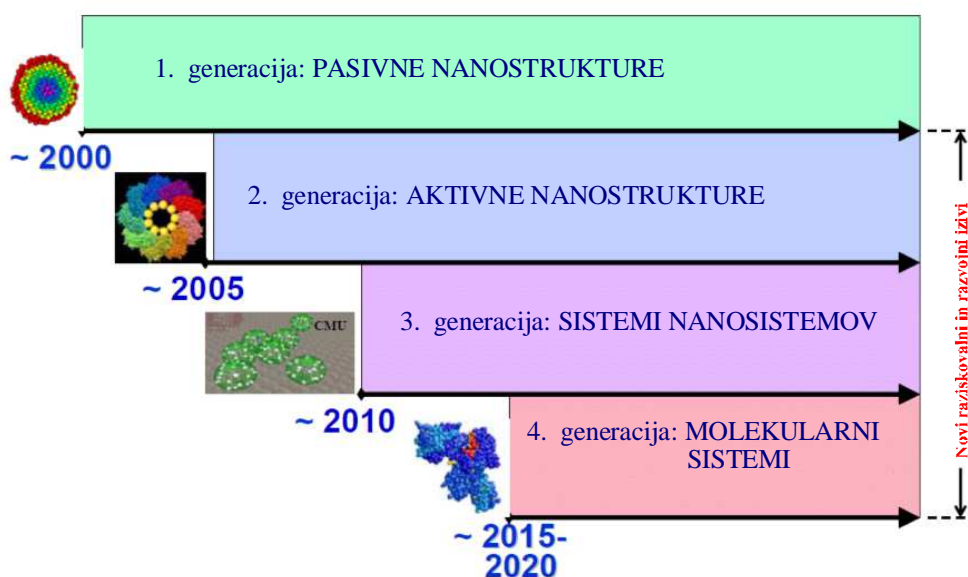 1. generacija: PASIVNE NANOSTRUKTURE
~ 2000
2. generacija: AKTIVNE NANOSTRUKTURE
~ 2005
3. generacija: SISTEMI NANOSISTEMOV
CMU
~ 2010
4. generacija: MOLEKULARNI
SISTEMI
~ 2015-
2020
Novi raziskovalni in razvojni izivi